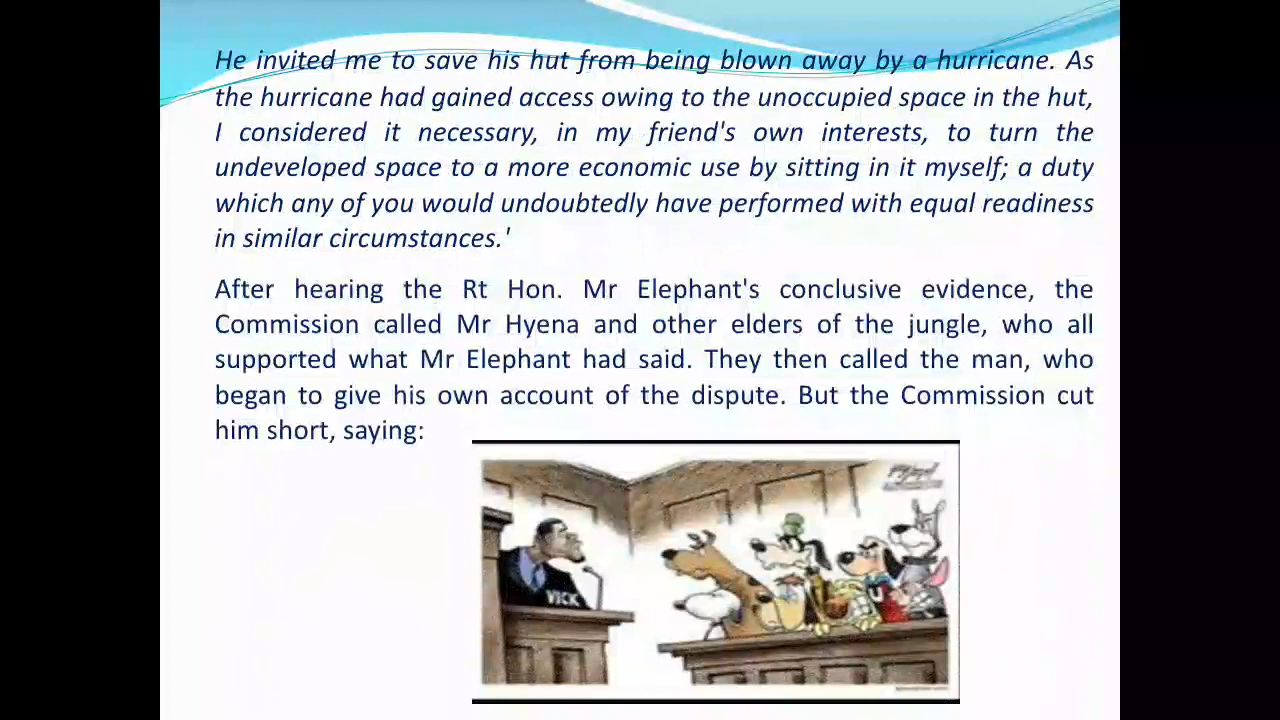 He invited me to save his hut from being blown away by a hurricane. As
the hurricane had gained access owing to the unoccupied space in the hut,
I considered it necessary, in my friend's own interests, to turn the
undeveloped space to a more economic use by sitting in it myself; a duty
which any of you would undoubtedly have performed with equal readiness
in similar circumstances.'
After hearing the Rt Hon. Mr Elephant's conclusive evidence, the
Commission called Mr Hyena and other elders of the jungle, who all
supported what Mr Elephant had said. They then called the man, who
began to give his own account of the dispute. But the Commission cut
him short, saying:
VICK
U